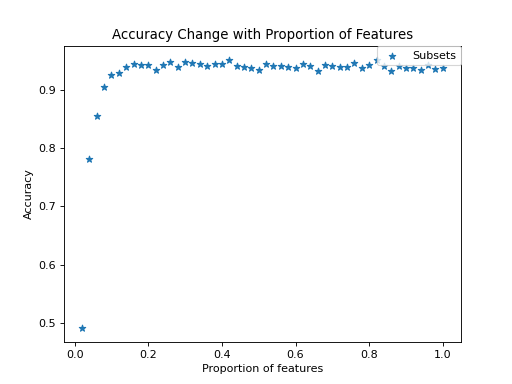 Accuracy Change with Proportion of Features
Subsets
Accuracy
0.9
0.8
0.7
0.6
0.5
0.0 0.2 0.4 0.6 0.8 1.0
Proportion of features